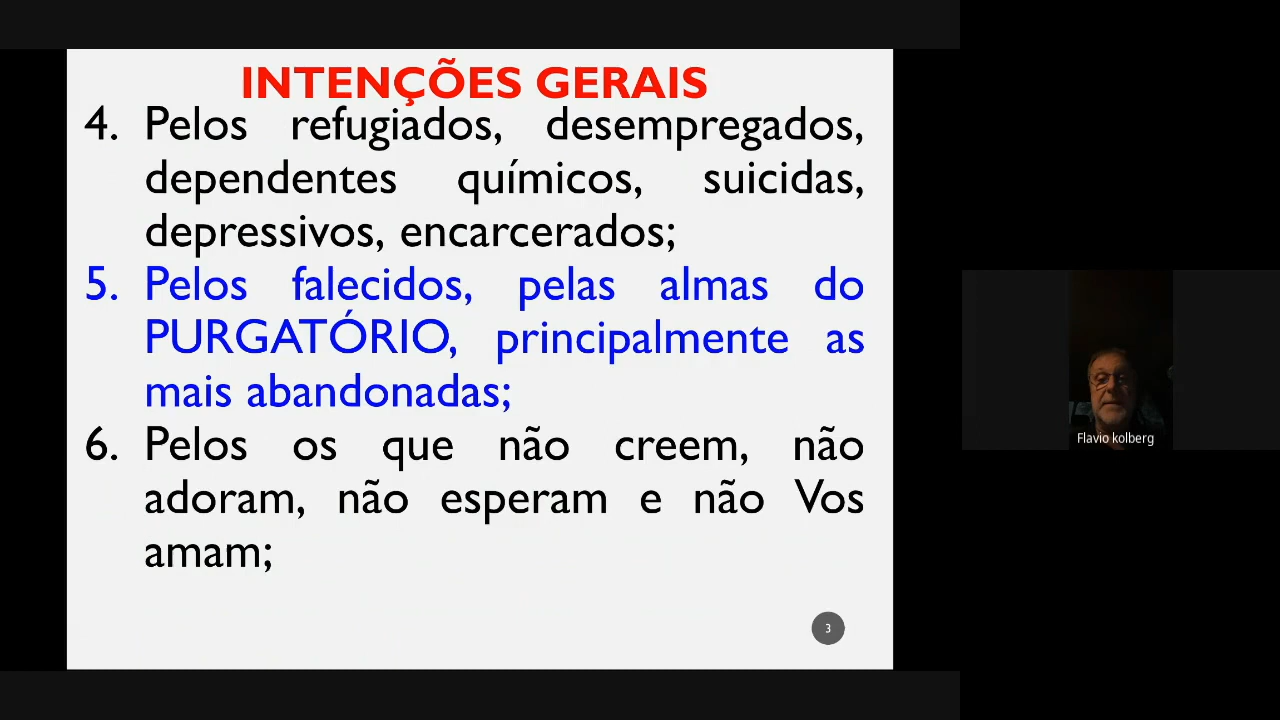 INTENÇÕES GERAIS
4. Pelos refugiados, desempregados,
dependentes químicos, suicidas,
depressivos, encarcerados;
5. Pelos falecidos, pelas almas do
PURGATÓRIO, principalmente as
mais abandonadas;
6. Pelos os que não creem, não
adoram, não esperam e não Vos
amam;
3
Flavio kolberg